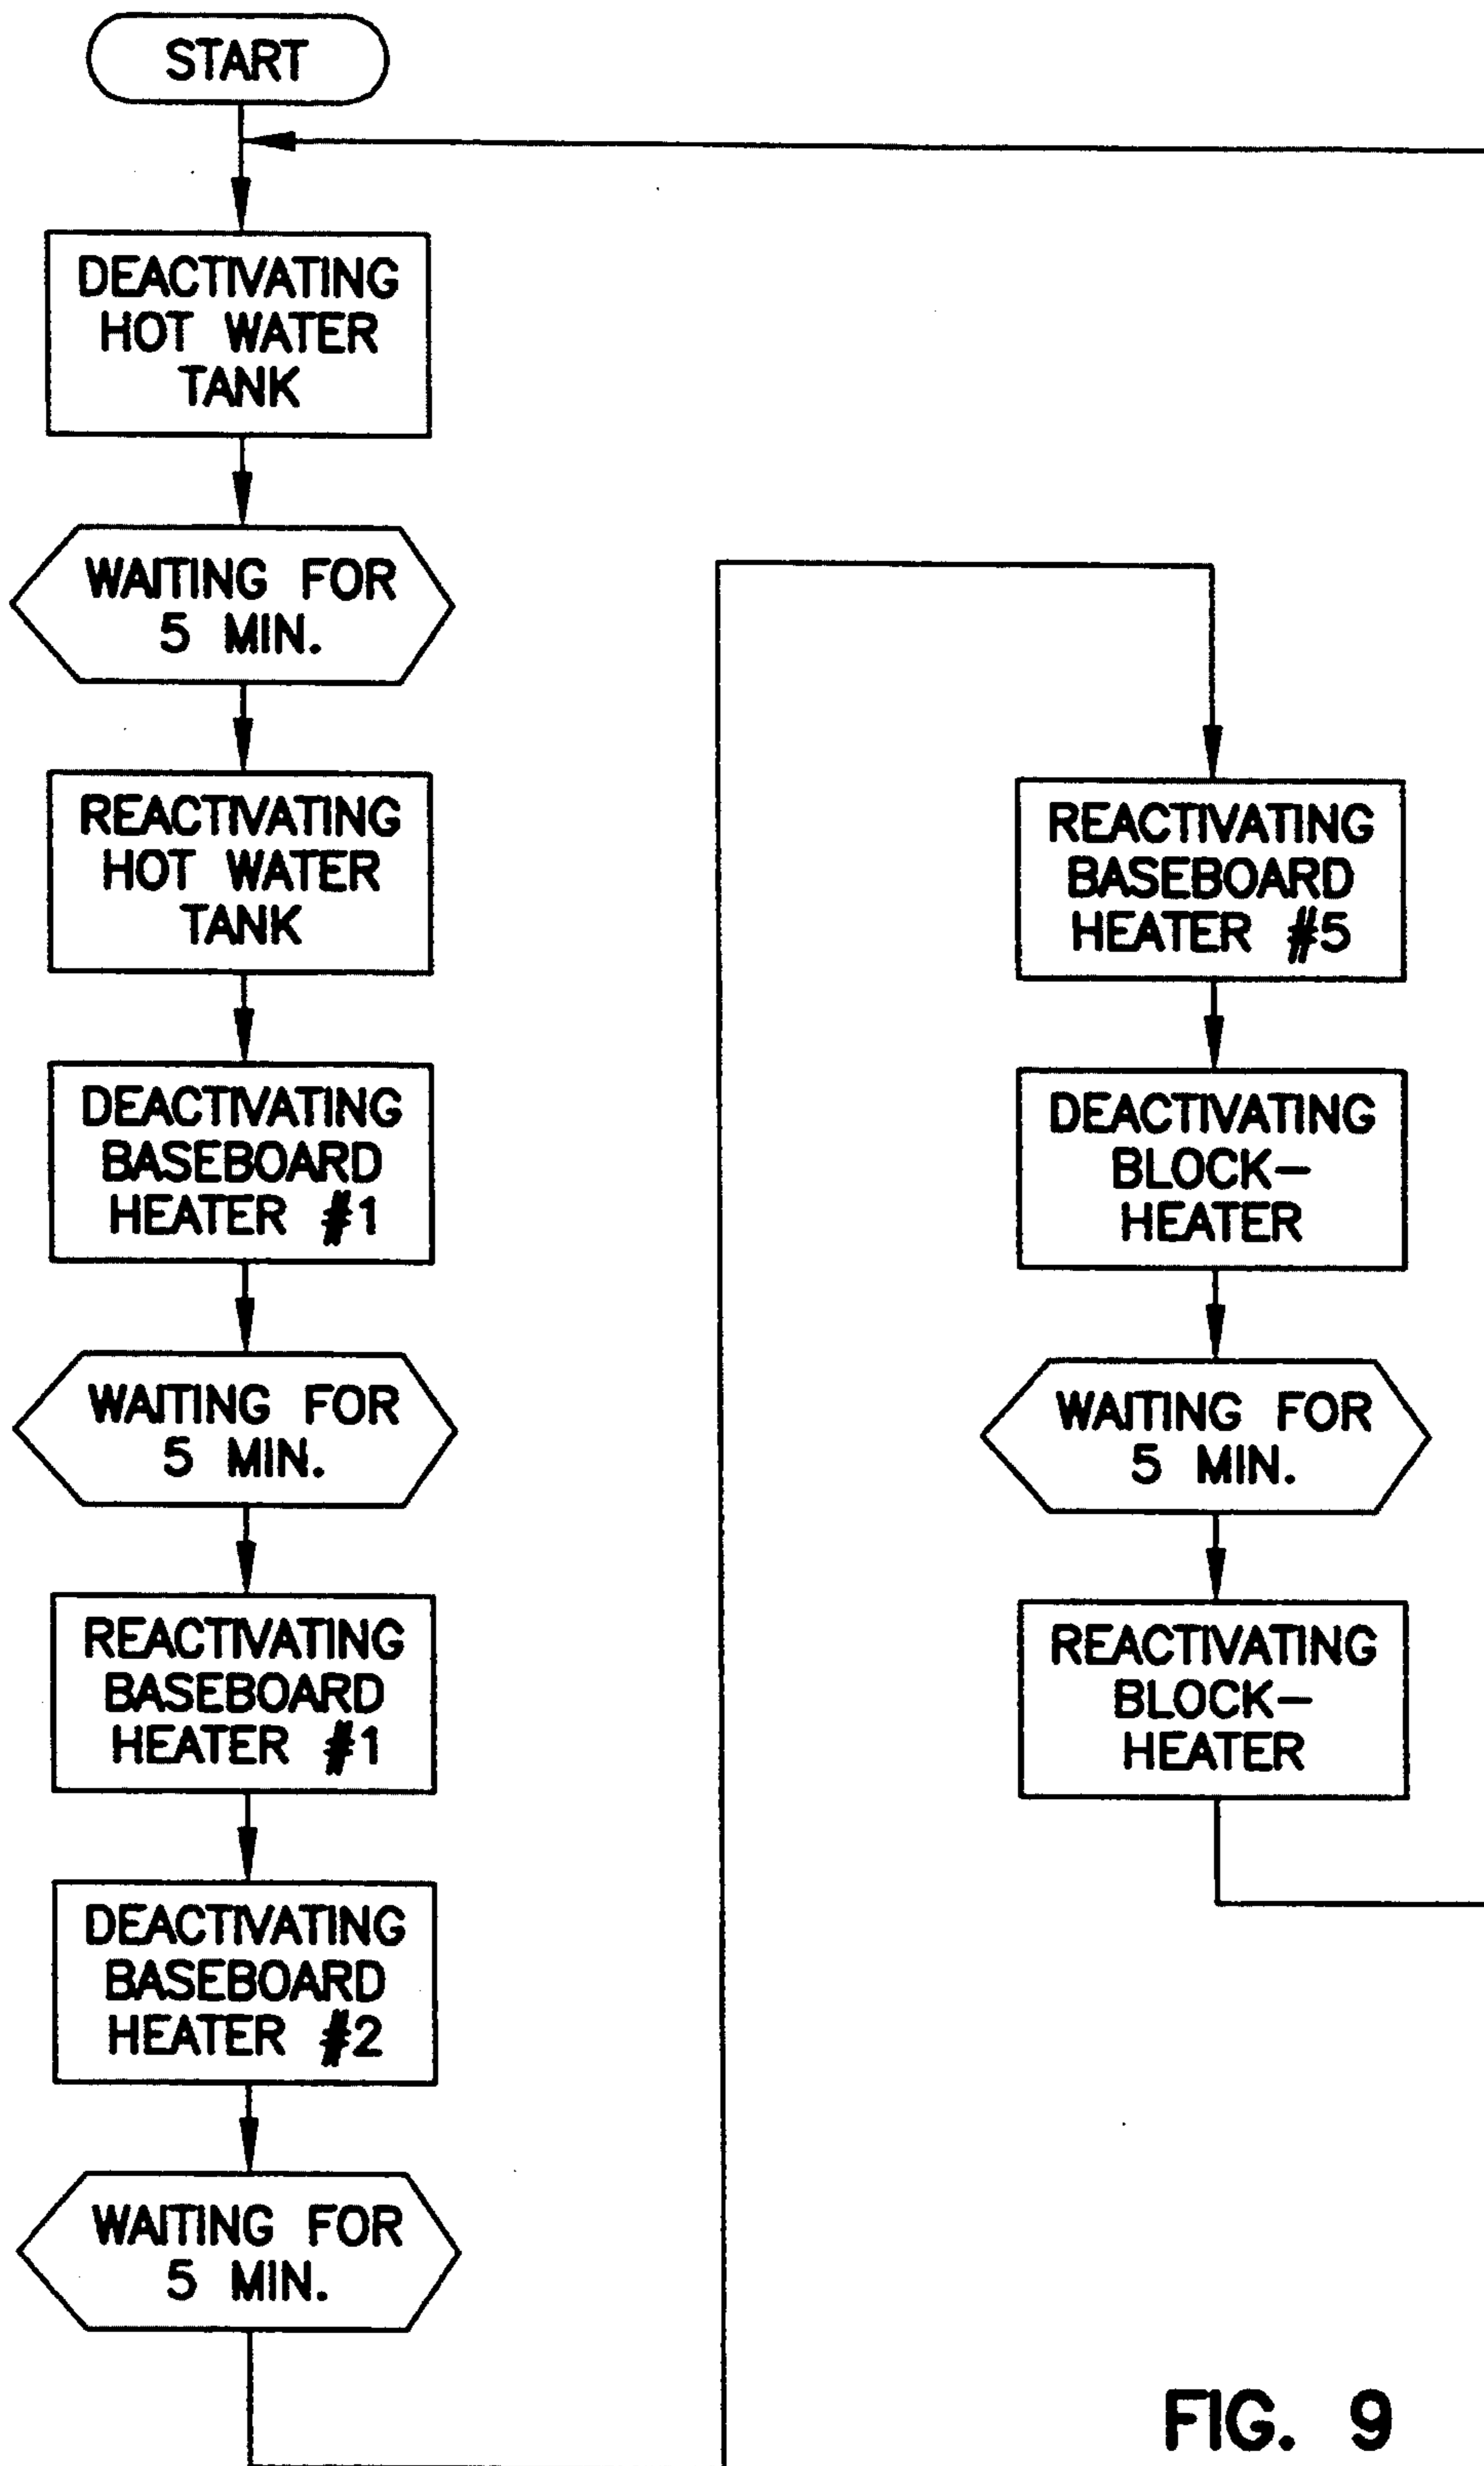 START
DEACTIVATING
HOT WATER
TANK
WAITING FOR
5 MIN.
REACTIVATING
HOT WATER
TANK
DEACTIVATING
BASEBOARD
HEATER #1
WAITING FOR
5 MIN.
REACTIVATING
BASEBOARD
HEATER #1
DEACTIVATING
BASEBOARD
HEATER #2
WAITING FOR
5 MIN.
REACTIVATING
BASEBOARD
HEATER #5
DEACTIVATING
BLOCK-
HEATER
WAITING FOR
5 MIN.
REACTIVATING
BLOCK-
HEATER
FIG. 9